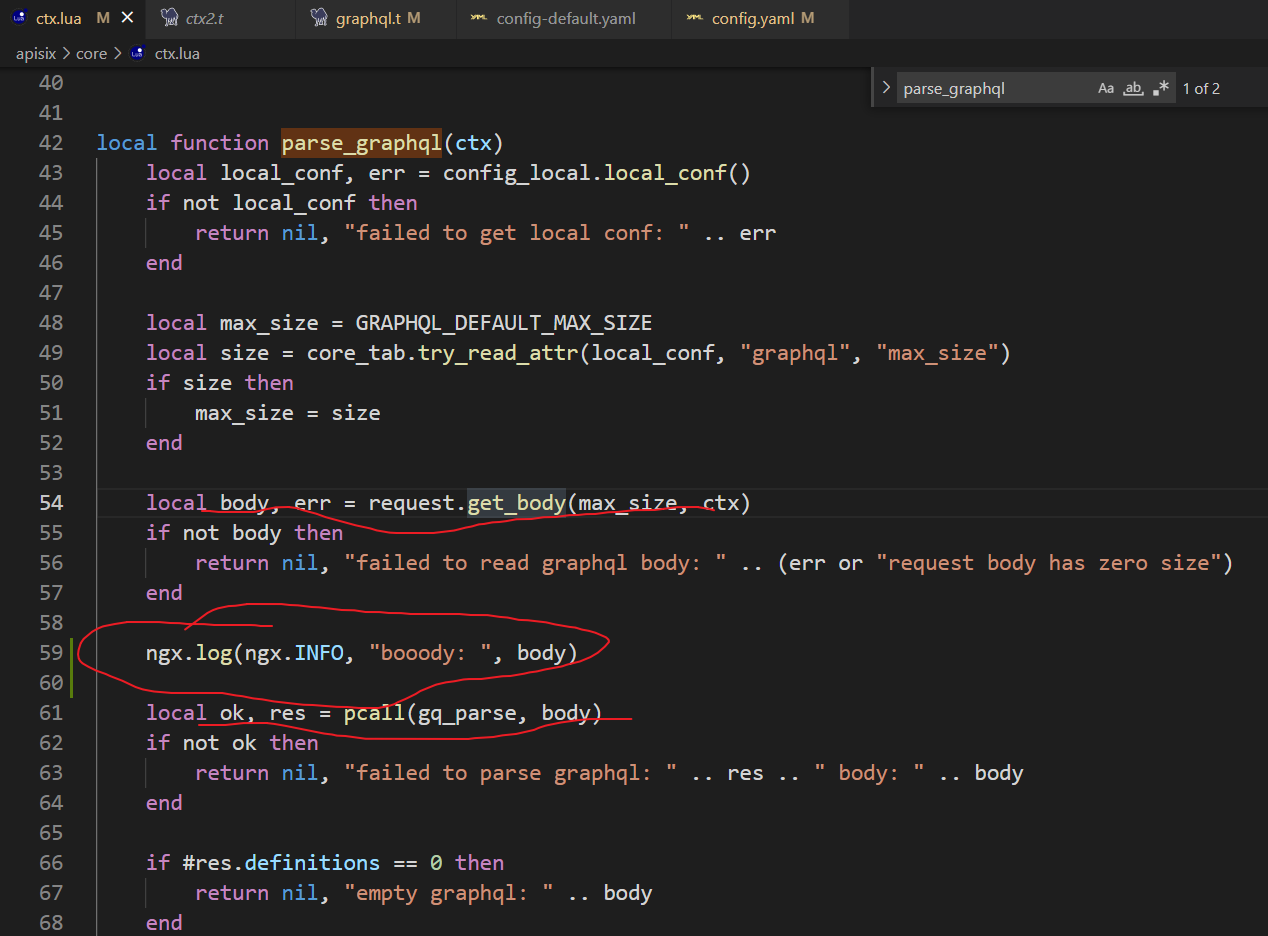 ctx.lua M
ctx2.t
graphql.t M
config-default.yaml
config.yaml M
apisix > core > ctx.lua
parse_graphql Aa ab 1 of 2
40
41
42 local function parse_graphql(ctx)
43 local local_conf, err = config_local.local_conf()
44 if not local_conf then
45 return nil, "failed to get local conf: " .. err
46 end
47
48 local max_size = GRAPHQL_DEFAULT_MAX_SIZE
49 local size = core_tab.try_read_attr(local_conf, "graphql", "max_size")
50 if size then
51 max_size = size
52 end
53
54 local body, err = request.get_body(max_size, ctx)
55 if not body then
56 return nil, "failed to read graphql body: " .. (err or "request body has zero size")
57 end
58
59 ngx.log(ngx.INFO, "booody: ", body)
60
61 local ok, res = pcall(gq_parse, body)
62 if not ok then
63 return nil, "failed to parse graphql: " .. res .. " body: " .. body
64 end
65
66 if #res.definitions == 0 then
67 return nil, "empty graphql: " .. body
68 end